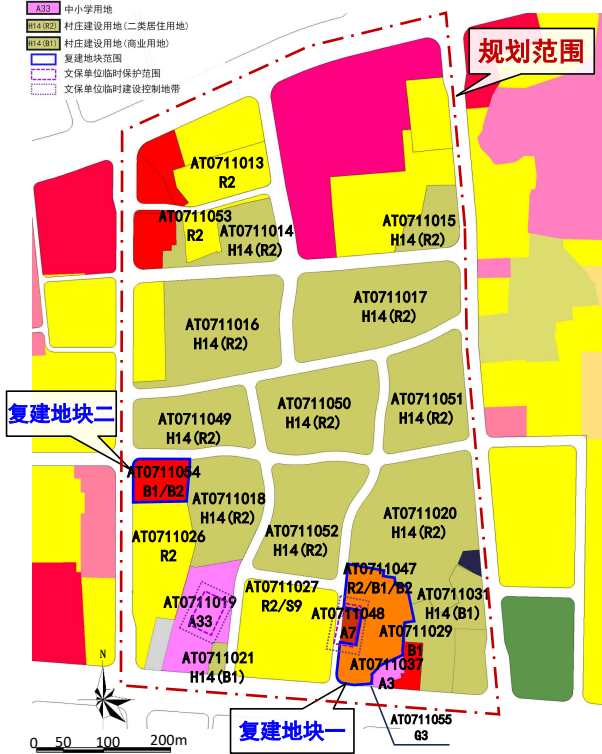 A33 中小学用地
H14(R2) 村庄建设用地(二类居住用地)
H14(B1) 村庄建设用地(商业用地)
复建地块范围
文保单位临时保护范围
文保单位临时建设控制地带
规划范围
AT0711013
R2
AT0711053
R2
AT0711014
H14(R2)
AT0711015
H14(R2)
AT0711016
H14(R2)
AT0711017
H14(R2)
AT0711049
H14(R2)
AT0711050
H14(R2)
AT0711051
H14(R2)
复建地块二
AT0711054
B1/B2
AT0711018
H14(R2)
AT0711026
R2
AT0711052
H14(R2)
AT0711020
H14(R2)
AT0711019
A33
AT0711027
R2/S9
AT0711047
R2/B1/B2
AT0711048
A7
AT0711031
H14(B1)
AT0711029
B1
AT0711021
H14(B1)
AT0711037
A3
AT0711055
G3
复建地块一
N
0 50 100 200m